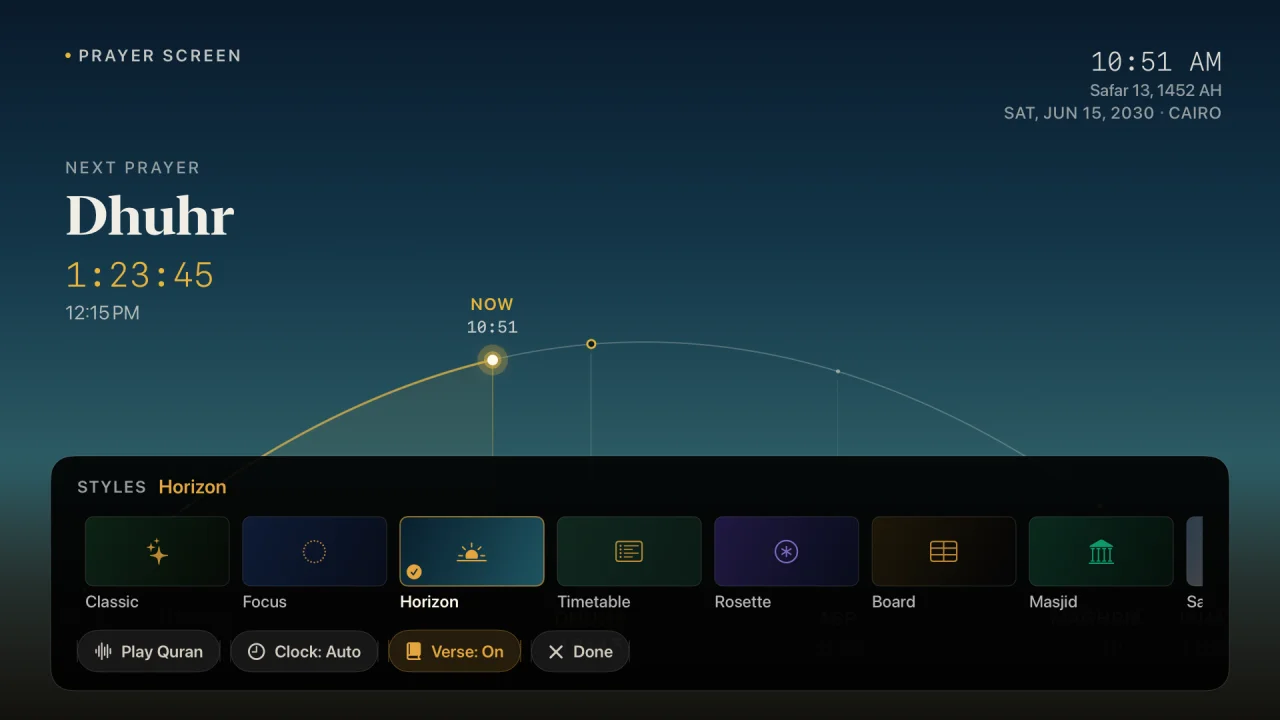 PRAYER SCREEN
10:51 AM
Safar 13, 1452 AH
SAT, JUN 15, 2030 · CAIRO
NEXT PRAYER
Dhuhr
1:23:45
12:15 PM
NOW
10:51
STYLES Horizon
Classic
Focus
Horizon
Timetable
Rosette
Board
Masjid
Sa
Play Quran
Clock: Auto
Verse: On
Done